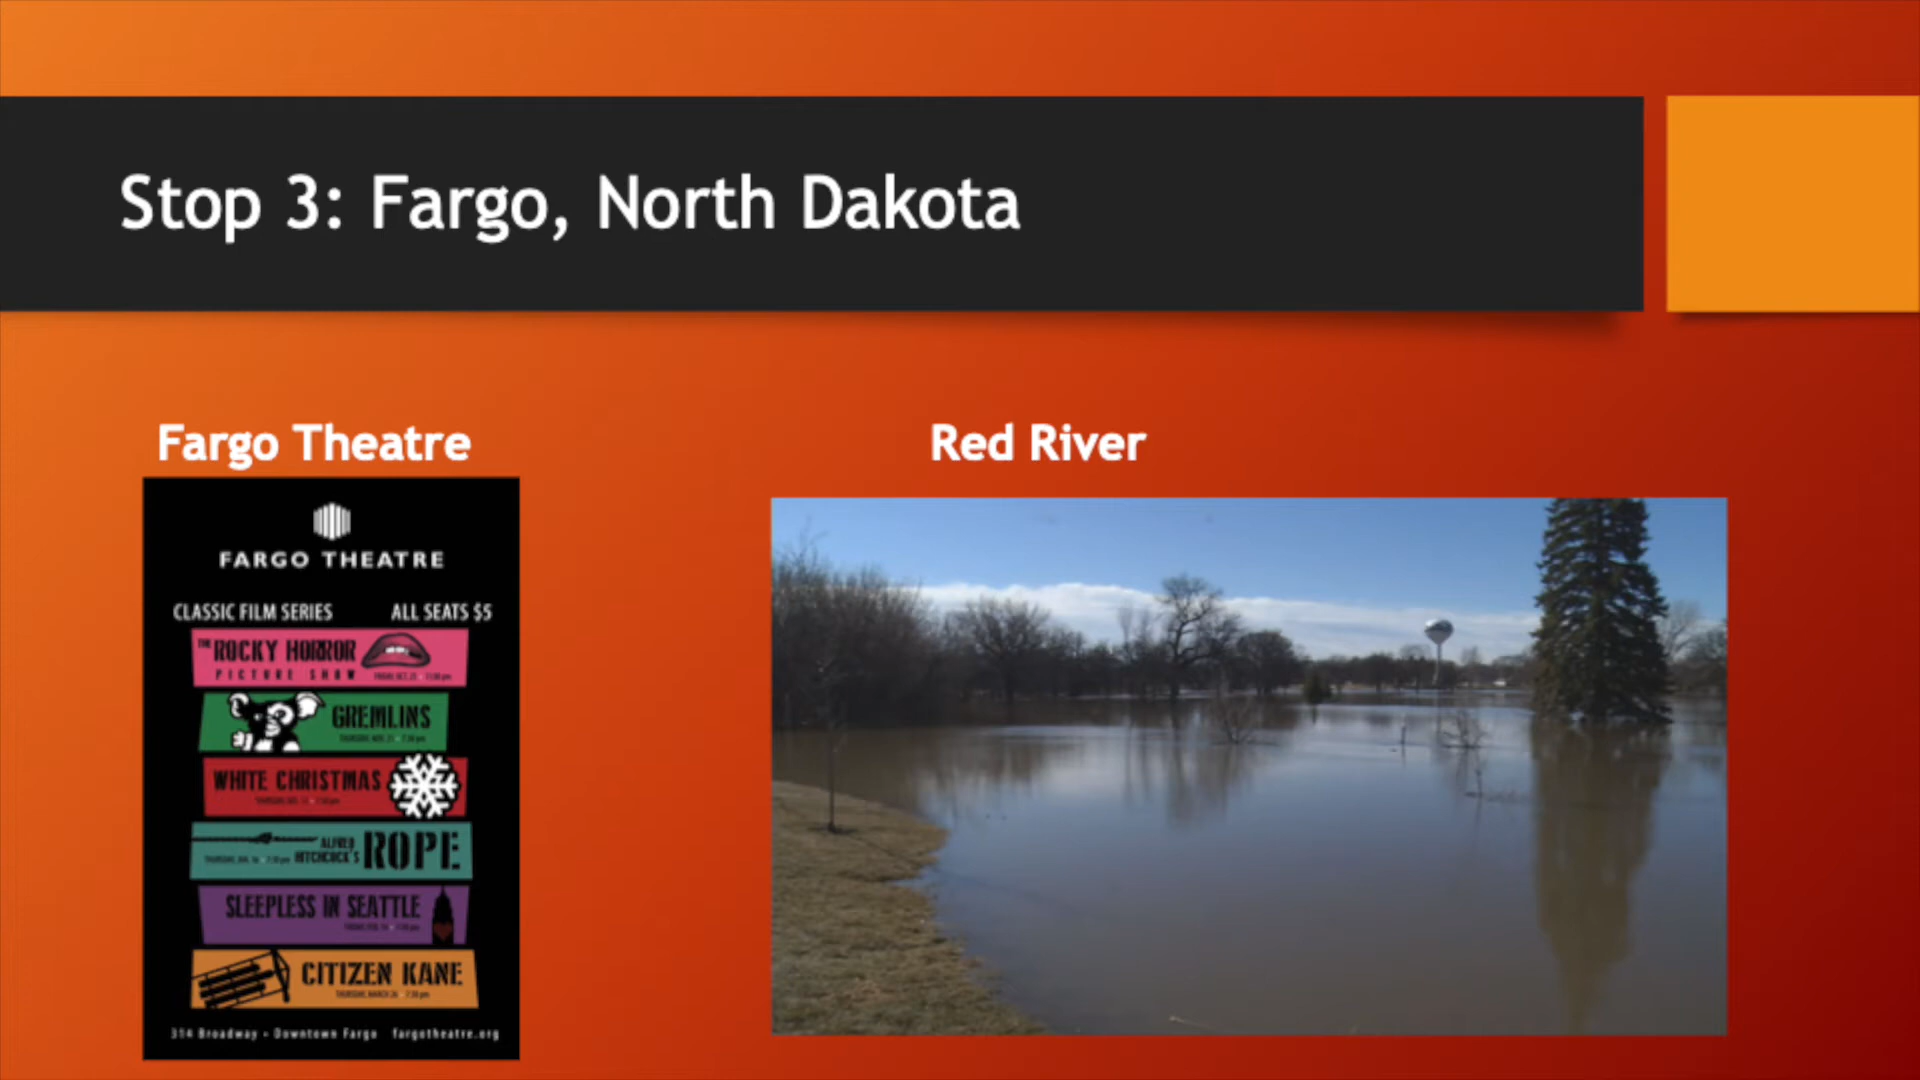 Stop 3: Fargo, North Dakota
Fargo Theatre
Red River
FARGO THEATRE
CLASSIC FILM SERIES ALL SEATS $5
THE ROCKY HORROR
PICTURE SHOW
GREMLINS
WHITE CHRISTMAS
ALFRED
HITCHCOCK'S ROPE
SLEEPLESS IN SEATTLE
CITIZEN KANE
314 Broadway • Downtown Fargo fargotheatre.org